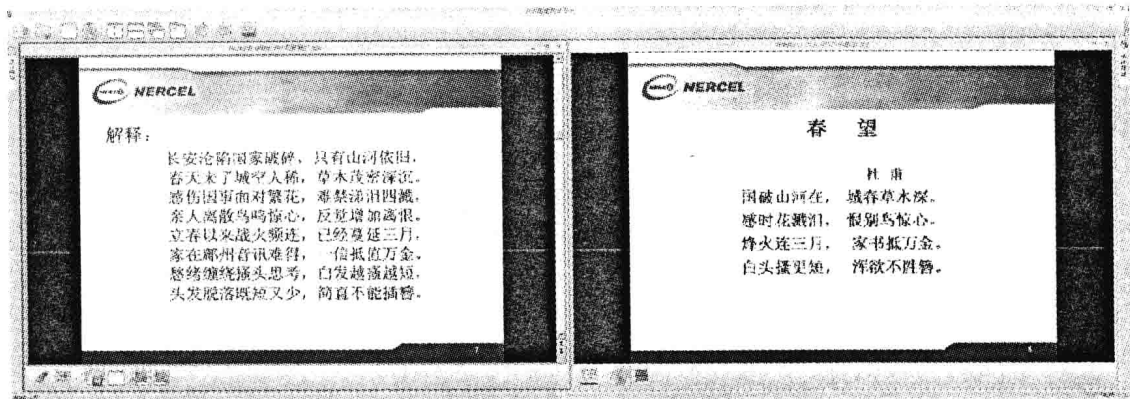 NERCEL
解释：
长安沦陷国家破碎，只有山河依旧，
春天来了城空人稀，草木茂密深沉。
感伤国事面对繁花，难禁涕泪四溅，
亲人离散鸟鸣惊心，反觉增加离恨。
立春以来战火频连，已经蔓延三月，
家在鄜州音讯难得，一信抵值万金。
愁绪缠绕搔头思考，白发越搔越短，
头发脱落既短又少，简直不能插簪。
7
NERCEL
春 望
杜 甫
国破山河在， 城春草木深。
感时花溅泪， 恨别鸟惊心。
烽火连三月， 家书抵万金。
白头搔更短， 浑欲不胜簪。